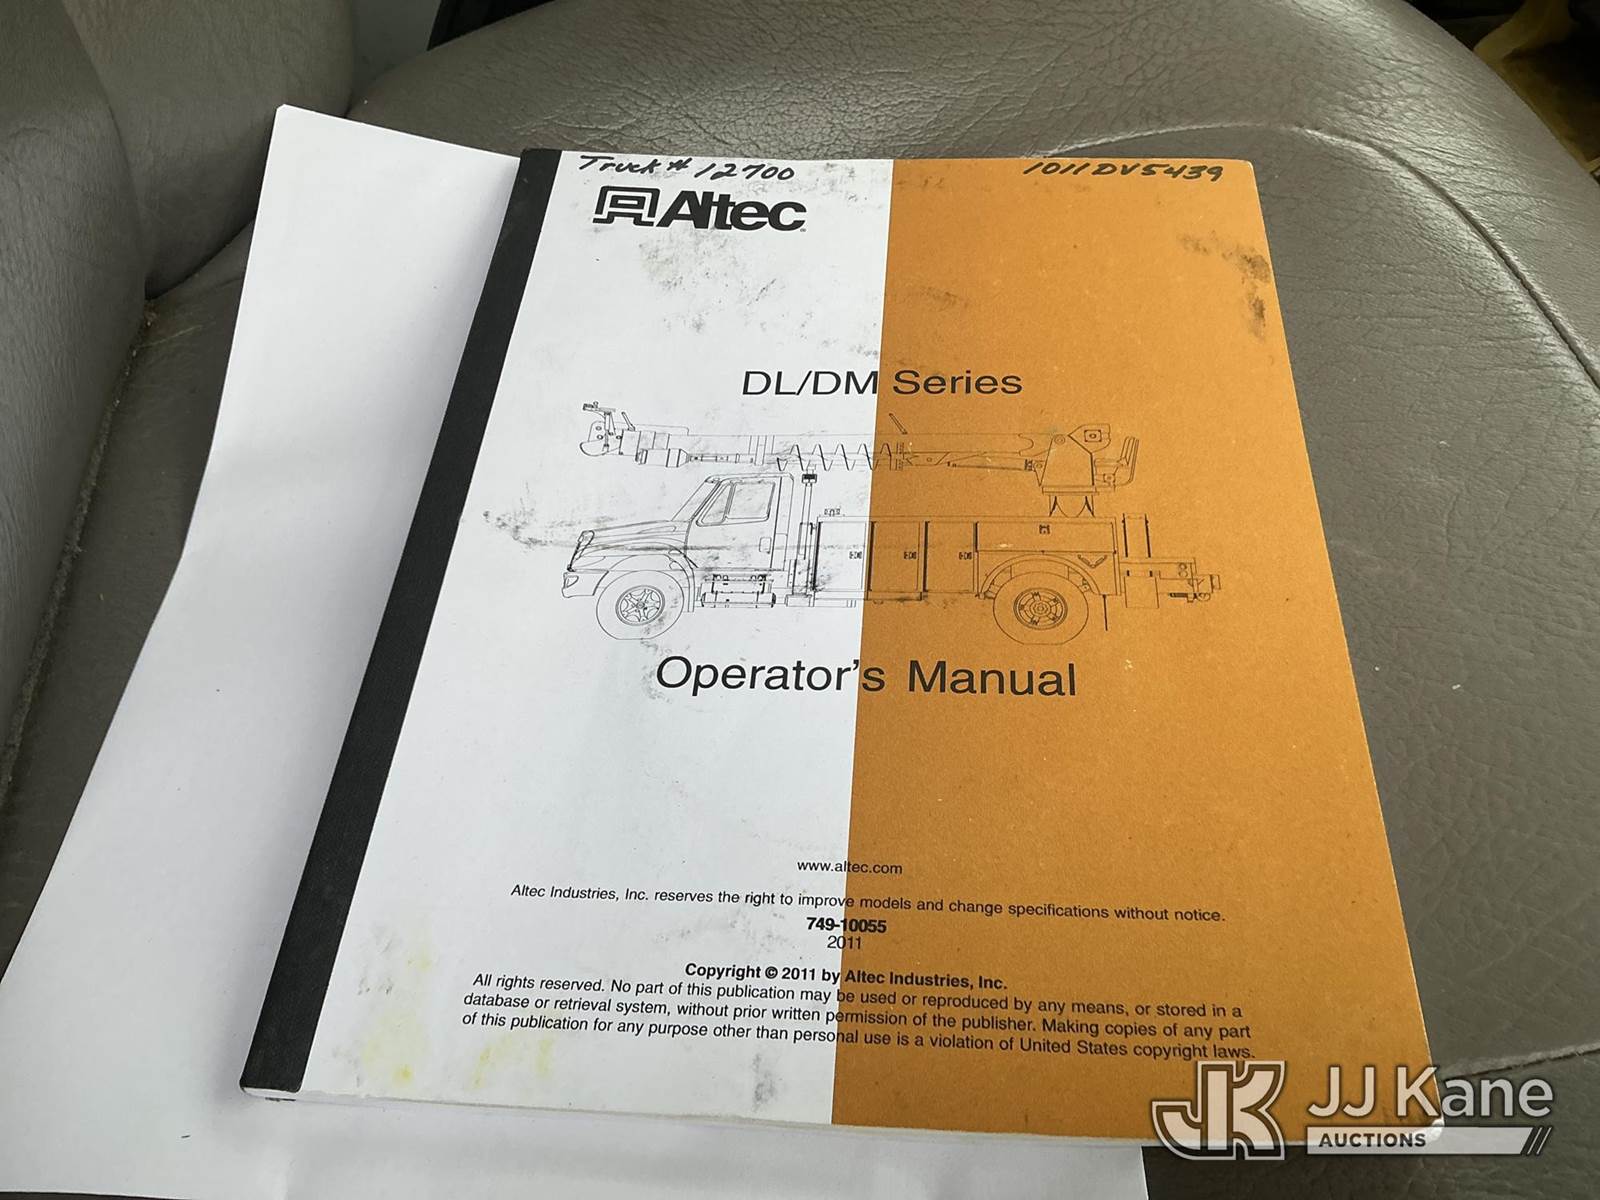 Truck # 12700
1011DV5439
Altec
DL/DM Series
Operator's Manual
www.altec.com
Altec Industries, Inc. reserves the right to improve models and change specifications without notice.
749-10055
2011
Copyright © 2011 by Altec Industries, Inc.
All rights reserved. No part of this publication may be used or reproduced by any means, or stored in a
database or retrieval system, without prior written permission of the publisher. Making copies of any part
of this publication for any purpose other than personal use is a violation of United States copyright laws.
JK JJ Kane
AUCTIONS